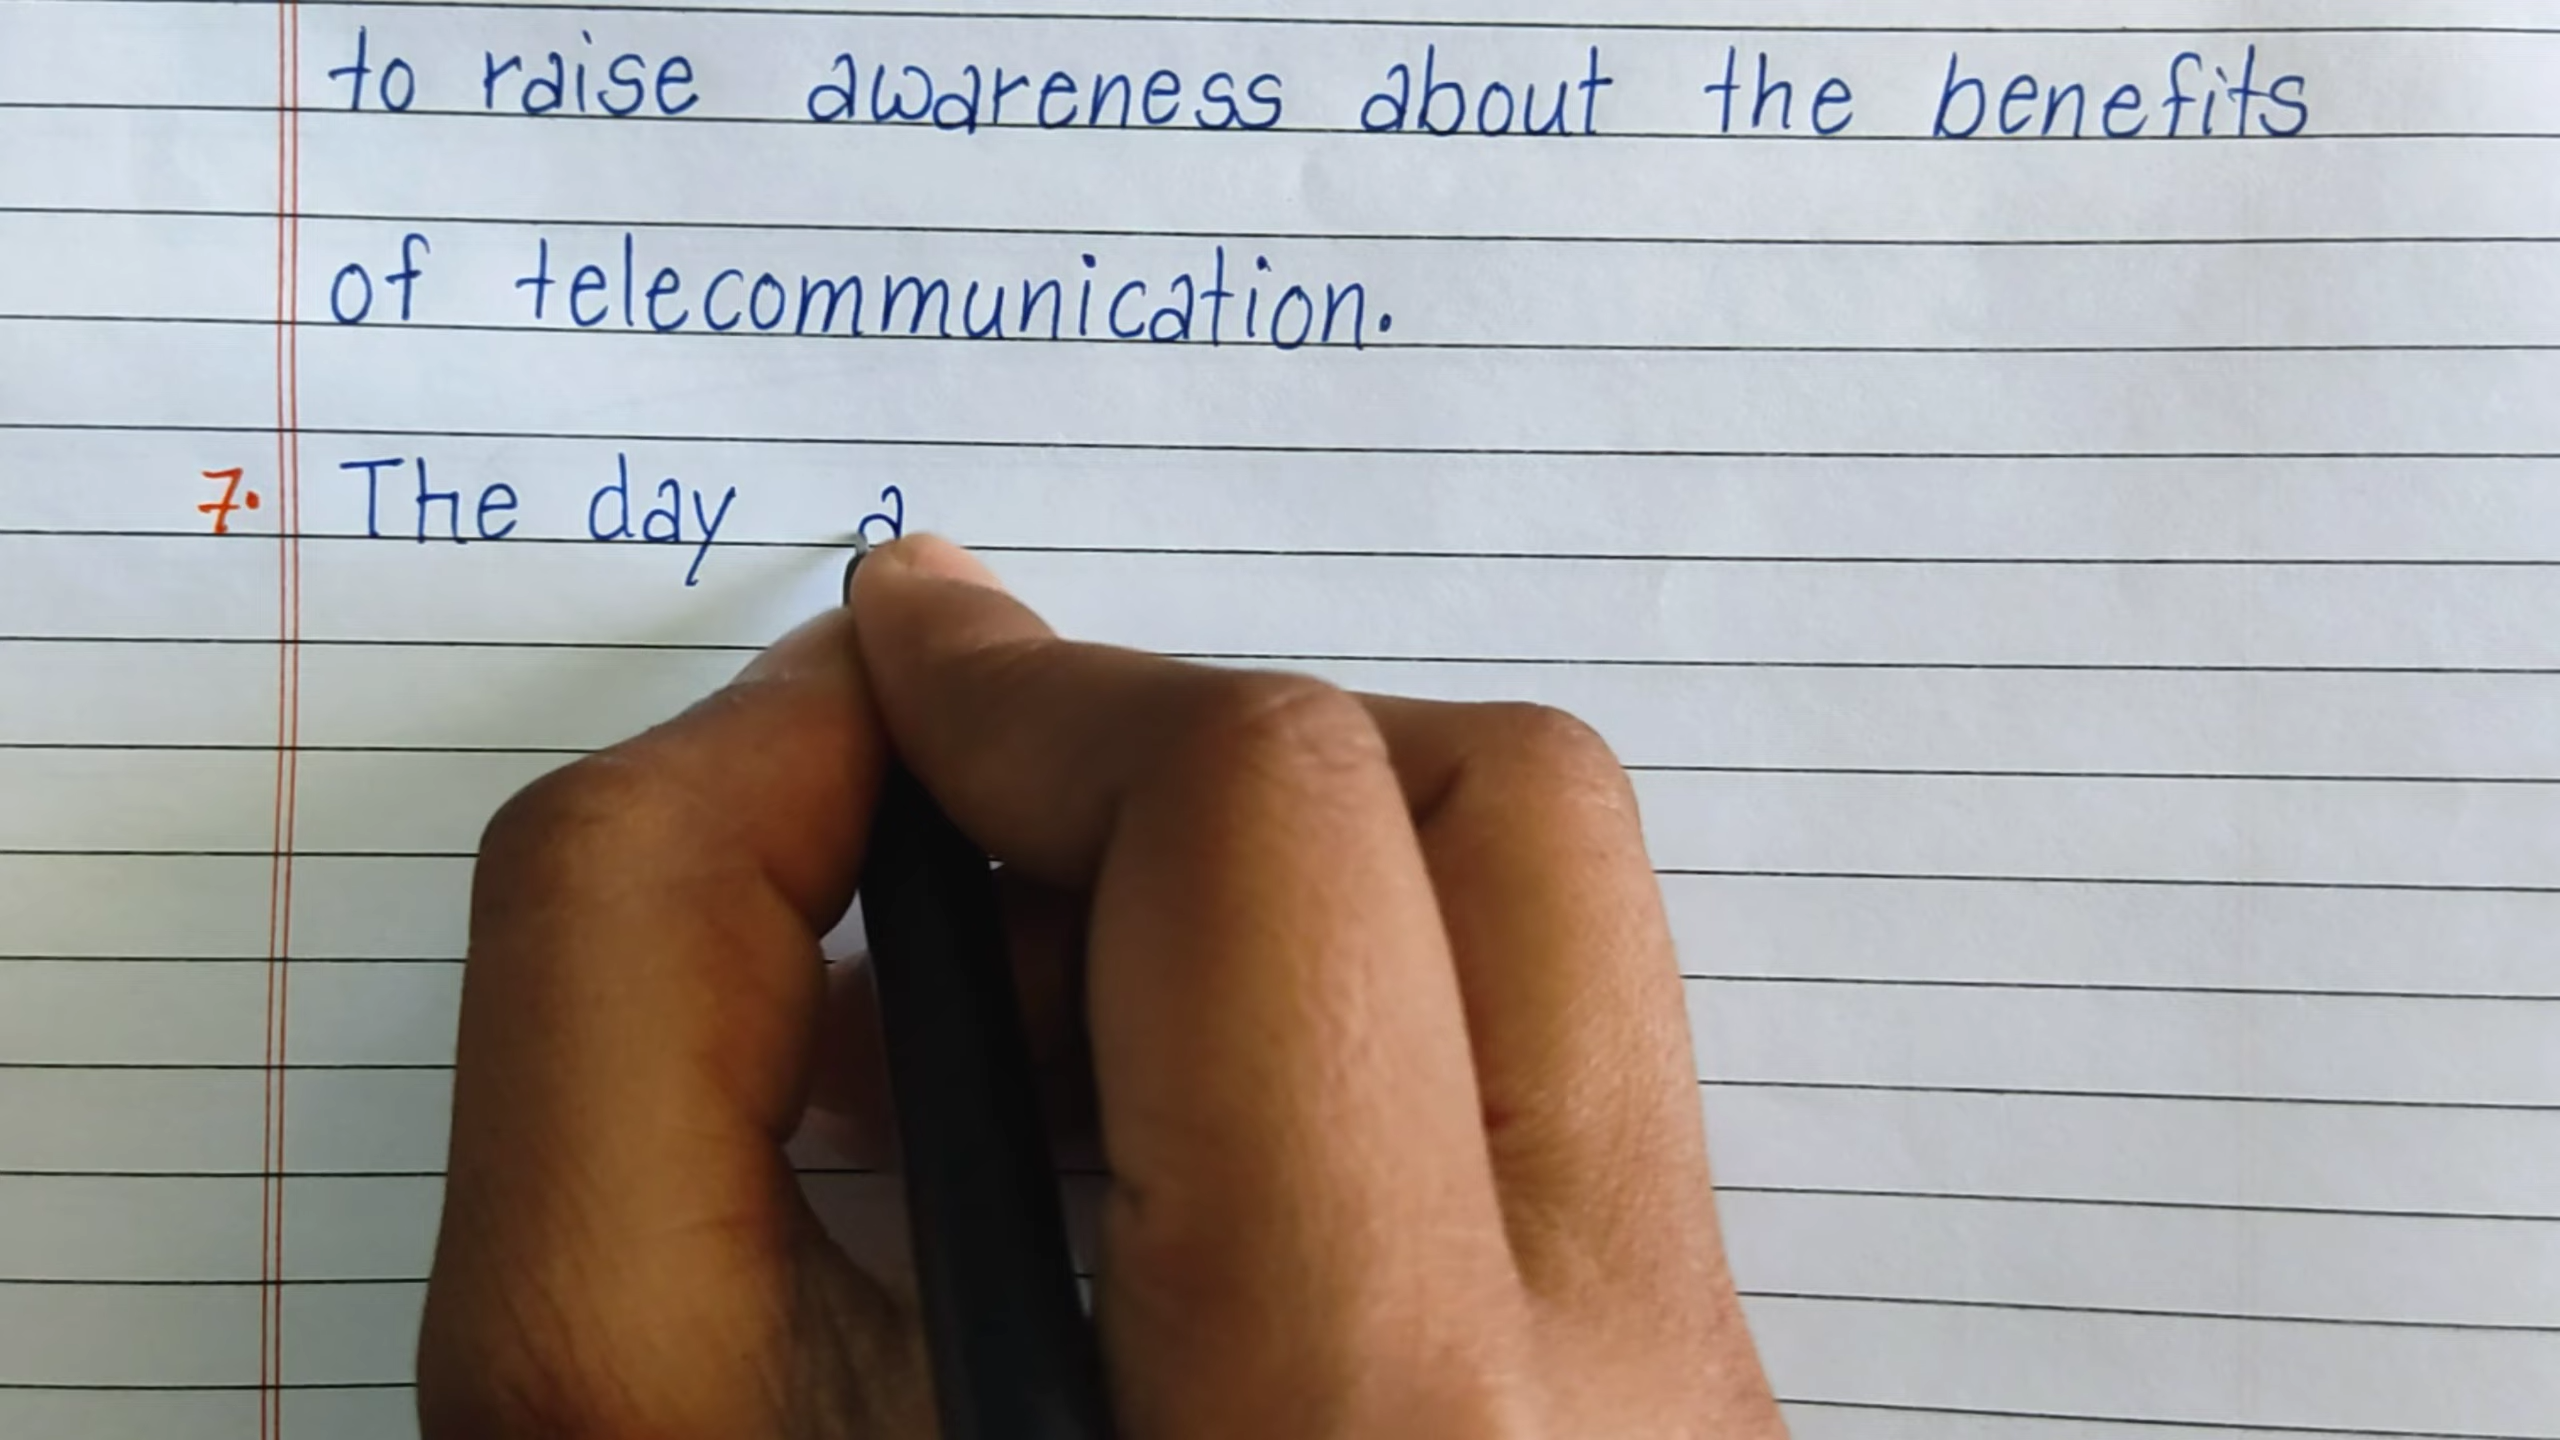 to raise awareness about the benefits
of telecommunication.
7. The day a